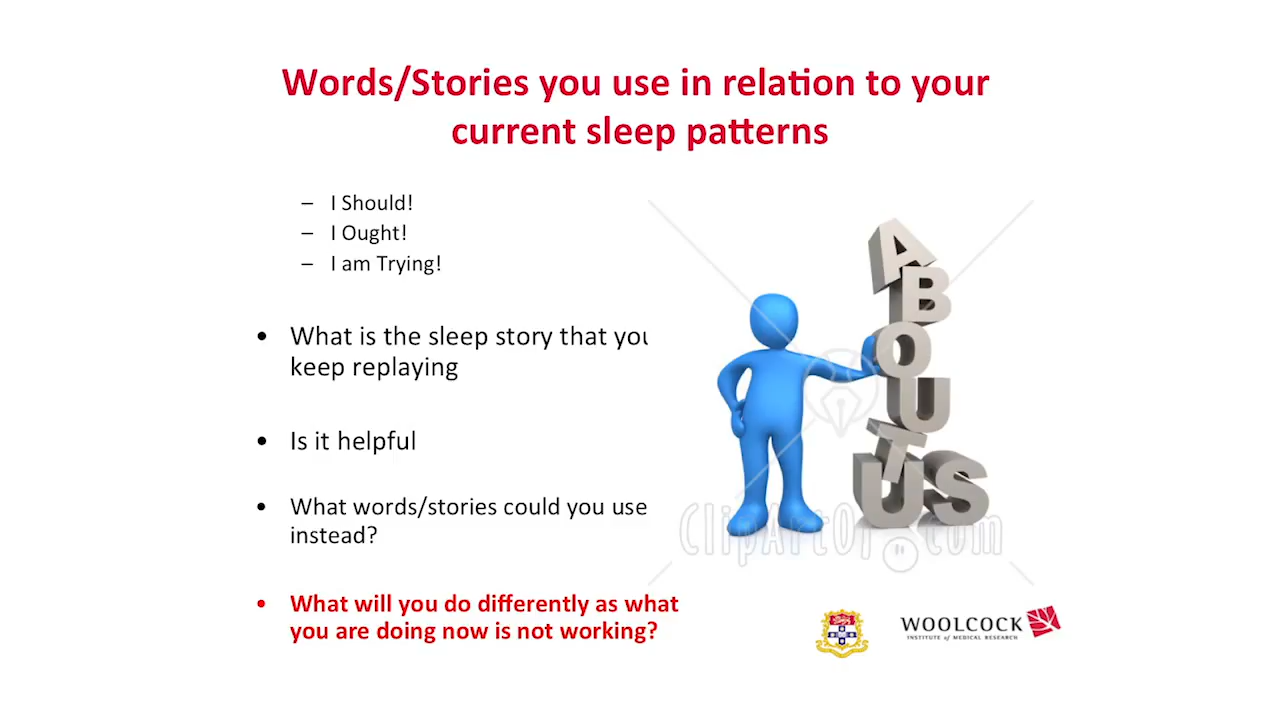 Words/Stories you use in relation to your
current sleep patterns
– I Should!
– I Ought!
– I am Trying!
• What is the sleep story that you
keep replaying
• Is it helpful
• What words/stories could you use
instead?
• What will you do differently as what
you are doing now is not working?
ABOUT
US
ClipArtOf.com
WOOLCOCK
INSTITUTE of MEDICAL RESEARCH